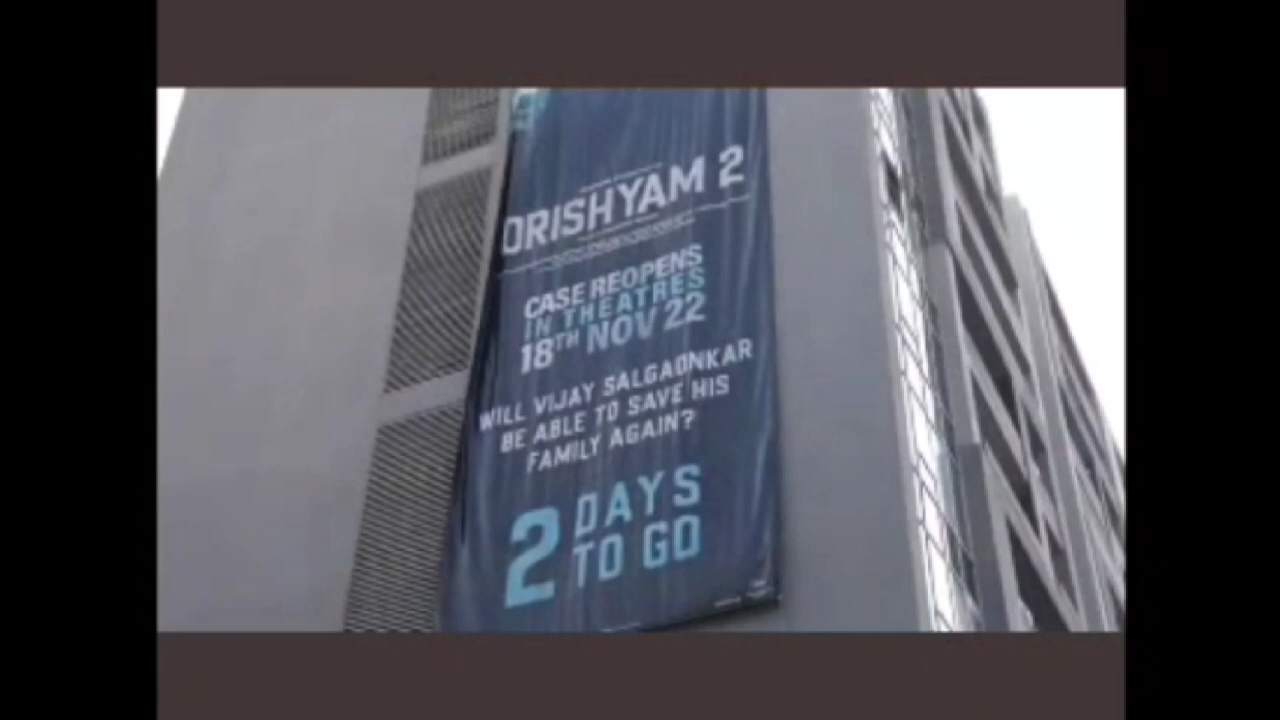 DRISHYAM 2
CASE REOPENS
IN THEATRES
18TH NOV 22
WILL VIJAY SALGAONKAR
BE ABLE TO SAVE HIS
FAMILY AGAIN?
2 DAYS
TO GO